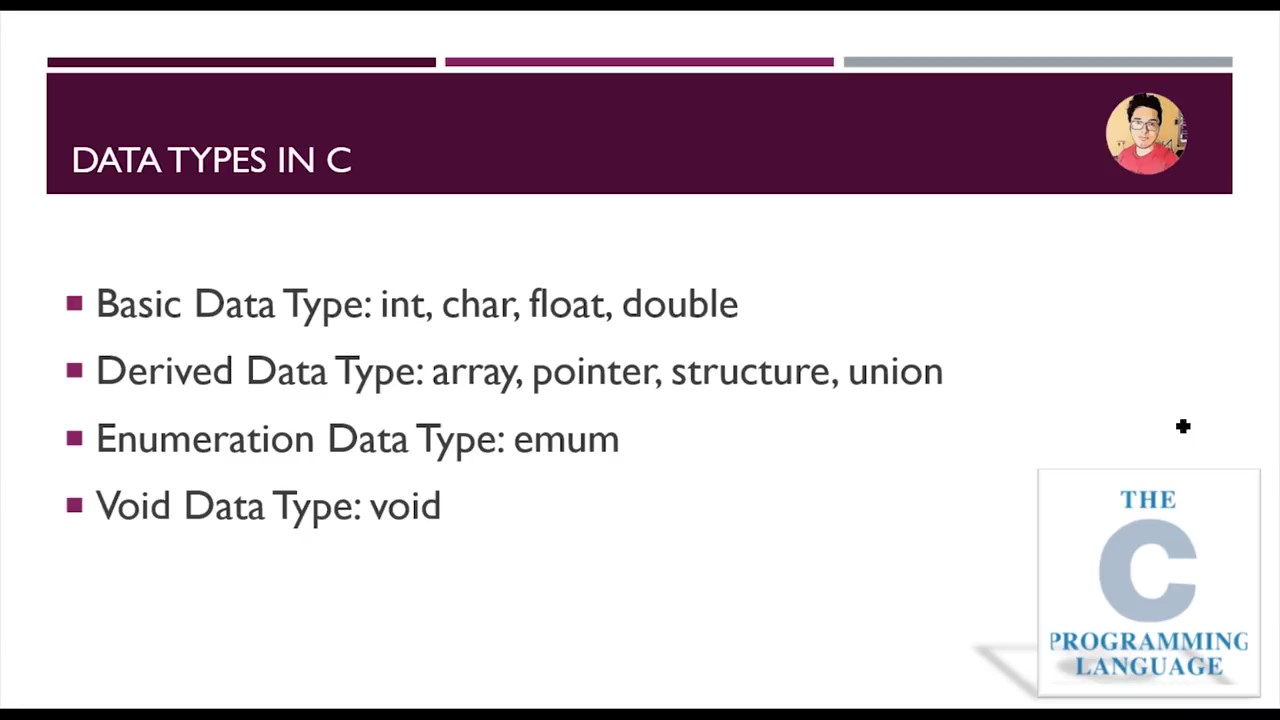 DATA TYPES IN C
Basic Data Type: int, char, float, double
Derived Data Type: array, pointer, structure, union
Enumeration Data Type: emum
Void Data Type: void
THE
C
PROGRAMMING
LANGUAGE